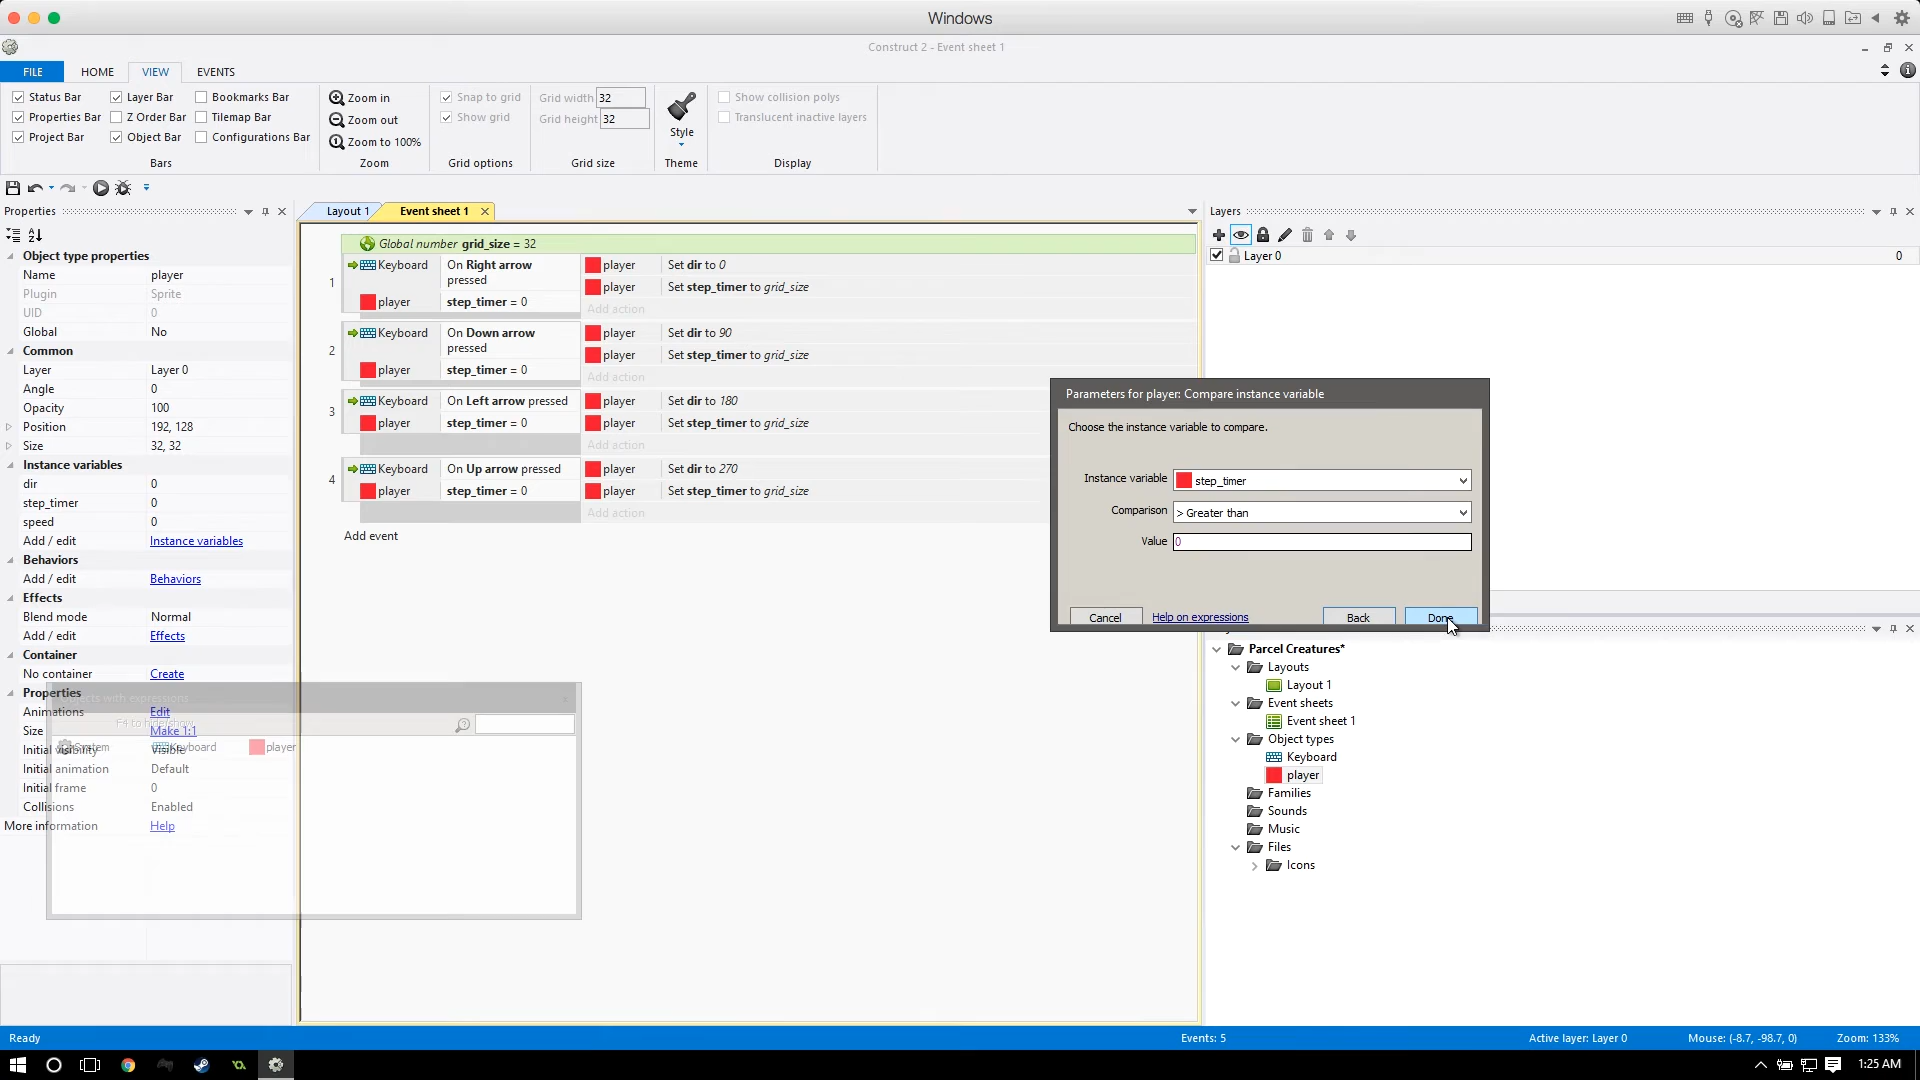 Windows
Construct 2 - Event sheet 1
FILE HOME VIEW EVENTS
Status Bar Layer Bar Bookmarks Bar Zoom in Snap to grid Grid width 32 Show collision polys
Properties Bar Z Order Bar Tilemap Bar Zoom out Show grid Grid height 32 Style Translucent inactive layers
Project Bar Object Bar Configurations Bar Zoom to 100%
Bars Zoom Grid options Grid size Theme Display
Properties
Layout 1 Event sheet 1
Object type properties
Name player
Plugin Sprite
UID 0
Global No
Common
Layer Layer 0
Angle 0
Opacity 100
Position 192, 128
Size 32, 32
Instance variables
dir 0
step_timer 0
speed 0
Add / edit Instance variables
Behaviors
Add / edit Behaviors
Effects
Blend mode Normal
Add / edit Effects
Container
No container Create
Properties
Animations Edit
Size Make 1:1
Initial visibility Visible
Initial animation Default
Initial frame 0
Collisions Enabled
More information Help
with expressions
F4 to hide/show
System Keyboard player
Global number grid_size = 32
1
Keyboard On Right arrow pressed
player step_timer = 0
player Set dir to 0
player Set step_timer to grid_size
Add action
2
Keyboard On Down arrow pressed
player step_timer = 0
player Set dir to 90
player Set step_timer to grid_size
Add action
3
Keyboard On Left arrow pressed
player step_timer = 0
player Set dir to 180
player Set step_timer to grid_size
Add action
4
Keyboard On Up arrow pressed
player step_timer = 0
player Set dir to 270
player Set step_timer to grid_size
Add action
Add event
Parameters for player: Compare instance variable
Choose the instance variable to compare.
Instance variable step_timer
Comparison > Greater than
Value 0
Cancel Help on expressions Back Done
Layers
Layer 0 0
Parcel Creatures*
Layouts
Layout 1
Event sheets
Event sheet 1
Object types
Keyboard
player
Families
Sounds
Music
Files
Icons
Ready Events: 5 Active layer: Layer 0 Mouse: (-8.7, -98.7, 0) Zoom: 133%
1:25 AM